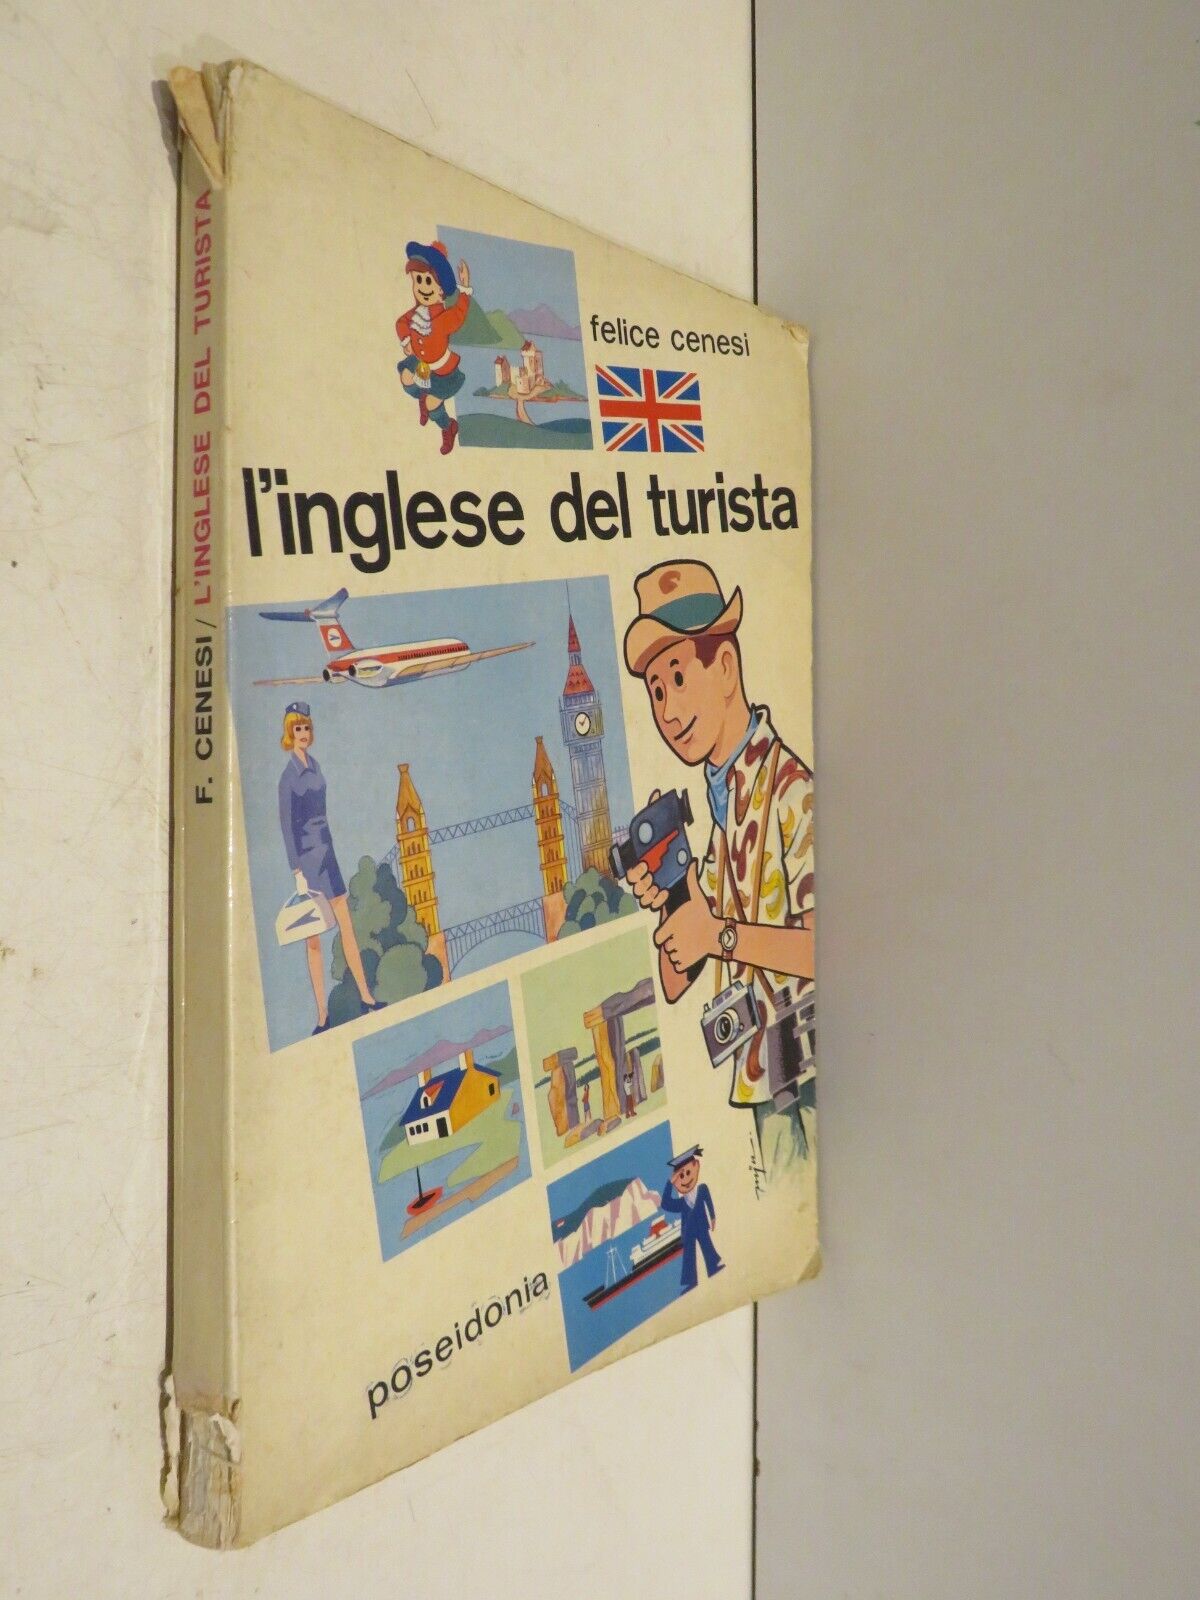 F. CENESI / L'INGLESE DEL TURISTA
felice cenesi
l'inglese del turista
poseidonia